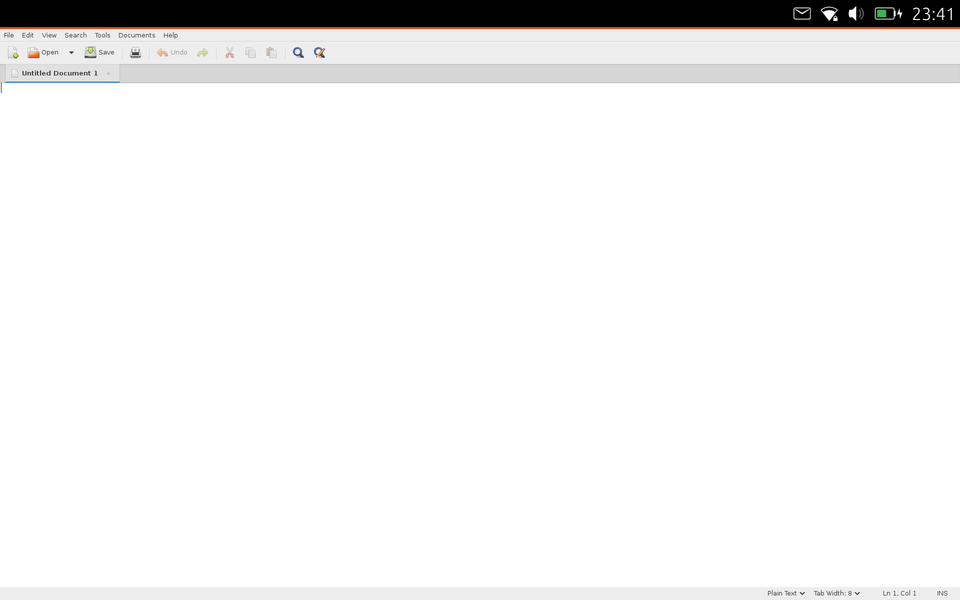 23:41
File Edit View Search Tools Documents Help
Open Save Undo
Untitled Document 1
Plain Text Tab Width: 8 Ln 1, Col 1 INS